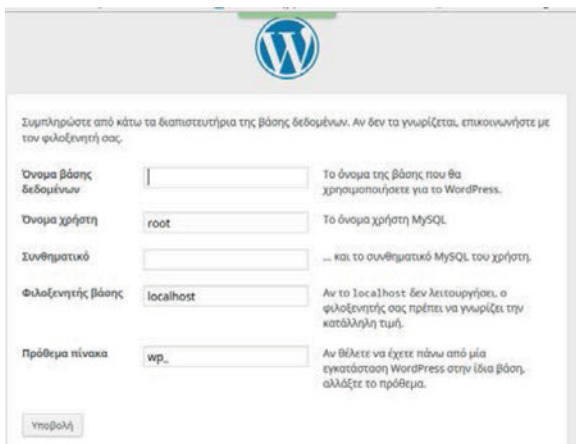 Συμπληρώστε από κάτω τα διαπιστευτήρια της βάσης δεδομένων. Αν δεν τα γνωρίζεται, επικοινωνήστε με
τον φιλοξενητή σας.
Όνομα βάσης
δεδομένων
Το όνομα της βάσης που θα
χρησιμοποιήσετε για το WordPress.
Όνομα χρήστη
root
Το όνομα χρήστη MySQL
Συνθηματικό
... και το συνθηματικό MySQL του χρήστη.
Φιλοξενητής βάσης
localhost
Αν το localhost δεν λειτουργήσει, ο
φιλοξενητής σας πρέπει να γνωρίζει την
κατάλληλη τιμή.
Πρόθεμα πίνακα
wp_
Αν θέλετε να έχετε πάνω από μία
εγκατάσταση WordPress στην ίδια βάση,
αλλάξτε το πρόθεμα.
Υποβολή